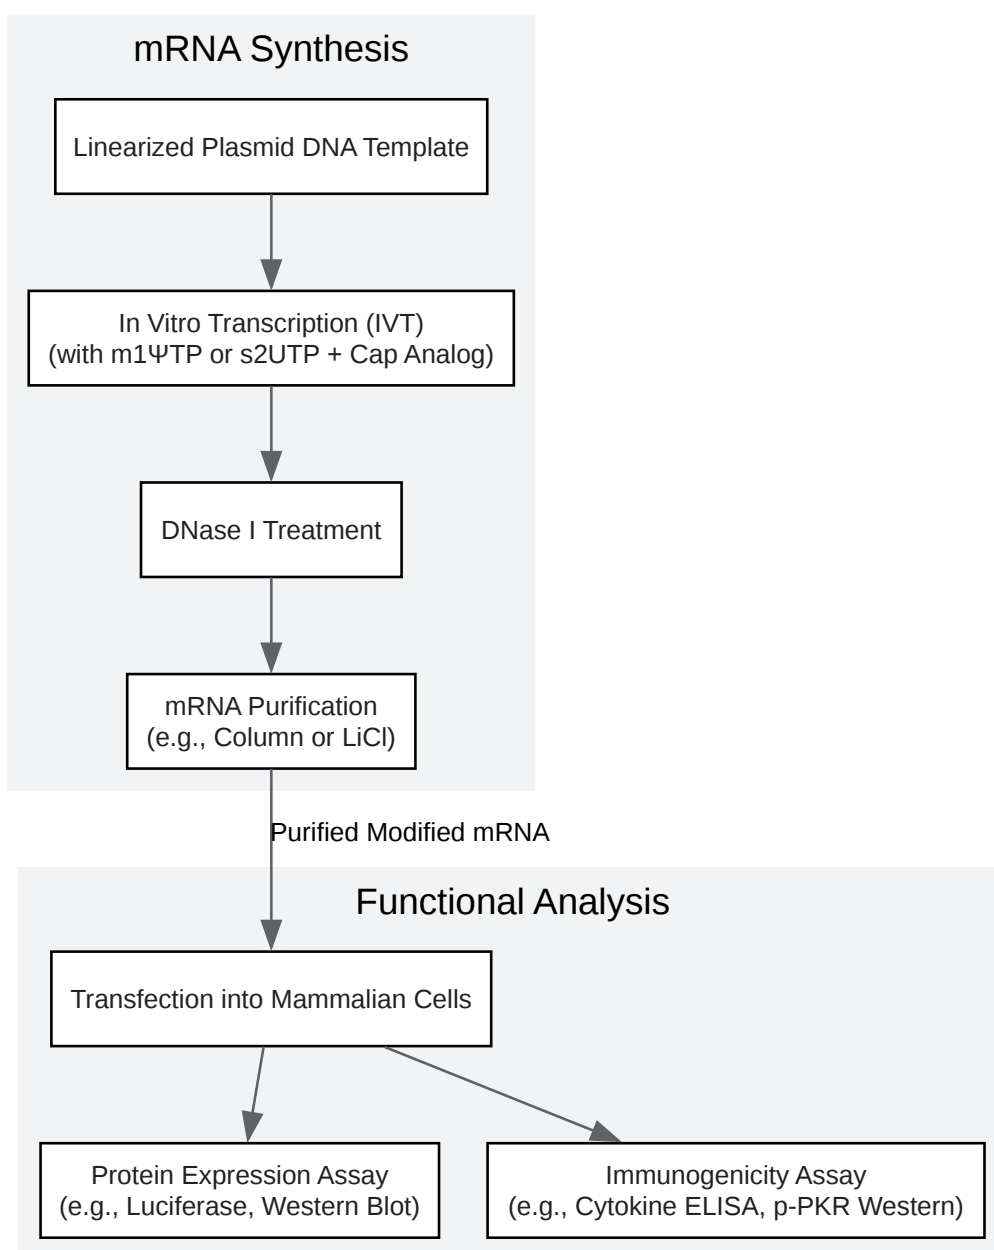 mRNA Synthesis
Linearized Plasmid DNA Template
In Vitro Transcription (IVT)
(with m1ΨTP or s2UTP + Cap Analog)
DNase I Treatment
mRNA Purification
(e.g., Column or LiCl)
Purified Modified mRNA
Functional Analysis
Transfection into Mammalian Cells
Protein Expression Assay
(e.g., Luciferase, Western Blot)
Immunogenicity Assay
(e.g., Cytokine ELISA, p-PKR Western)